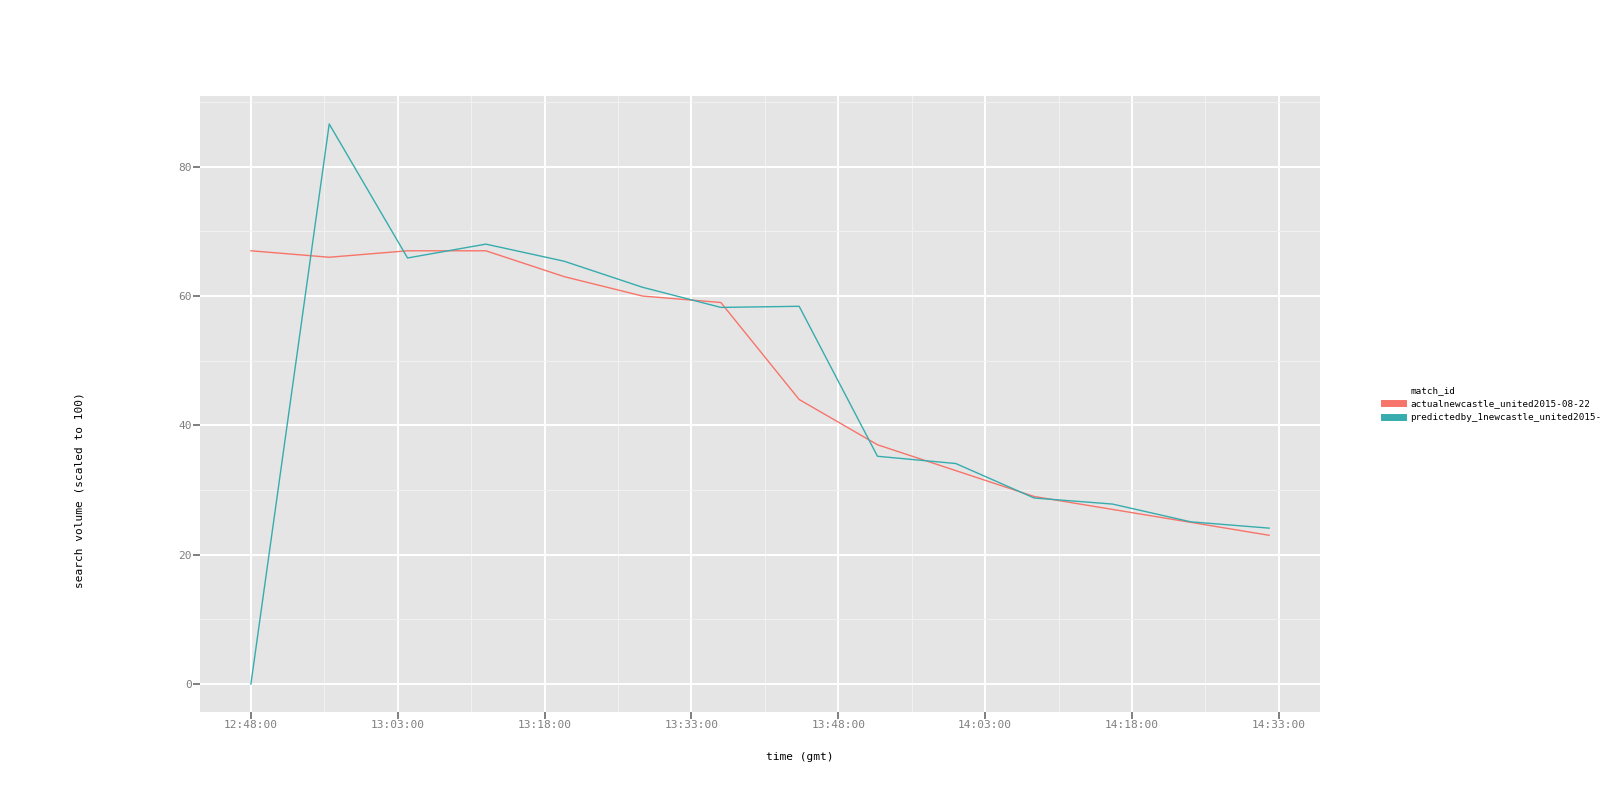 search volume (scaled to 100)
80
60
40
20
0
12:48:00 13:03:00 13:18:00 13:33:00 13:48:00 14:03:00 14:18:00 14:33:00
time (gmt)
match_id
actualnewcastle_united2015-08-22
predictedby_1newcastle_united2015-